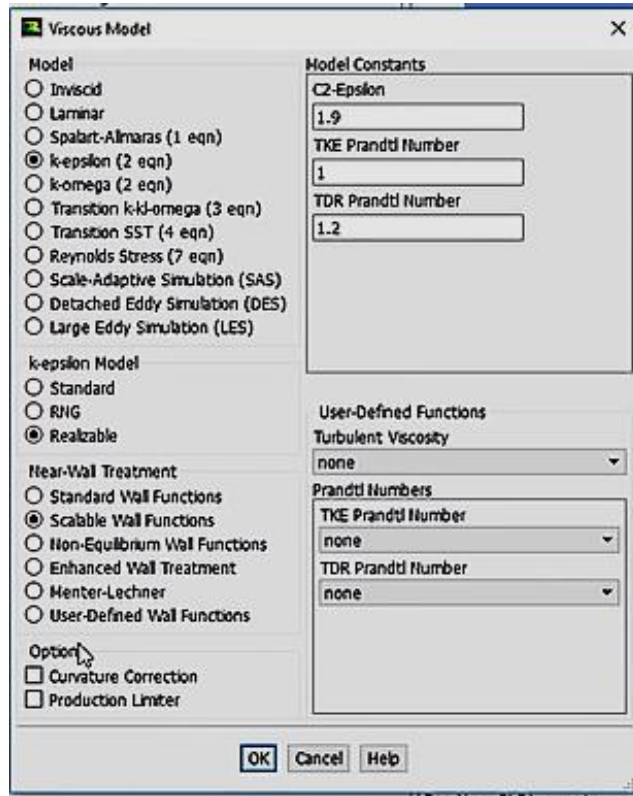 Viscous Model
Model
Inviscid
Laminar
Spalart-Allmaras (1 eqn)
k-epsilon (2 eqn)
k-omega (2 eqn)
Transition k-kl-omega (3 eqn)
Transition SST (4 eqn)
Reynolds Stress (7 eqn)
Scale-Adaptive Simulation (SAS)
Detached Eddy Simulation (DES)
Large Eddy Simulation (LES)
k-epsilon Model
Standard
RNG
Realizable
Near-Wall Treatment
Standard Wall Functions
Scalable Wall Functions
Non-Equilibrium Wall Functions
Enhanced Wall Treatment
Menter-Lechner
User-Defined Wall Functions
Option
Curvature Correction
Production Limiter
Model Constants
C2-Epsilon
1.9
TKE Prandtl Number
1
TDR Prandtl Number
1.2
User-Defined Functions
Turbulent Viscosity
none
Prandtl Numbers
TKE Prandtl Number
none
TDR Prandtl Number
none
OK Cancel Help